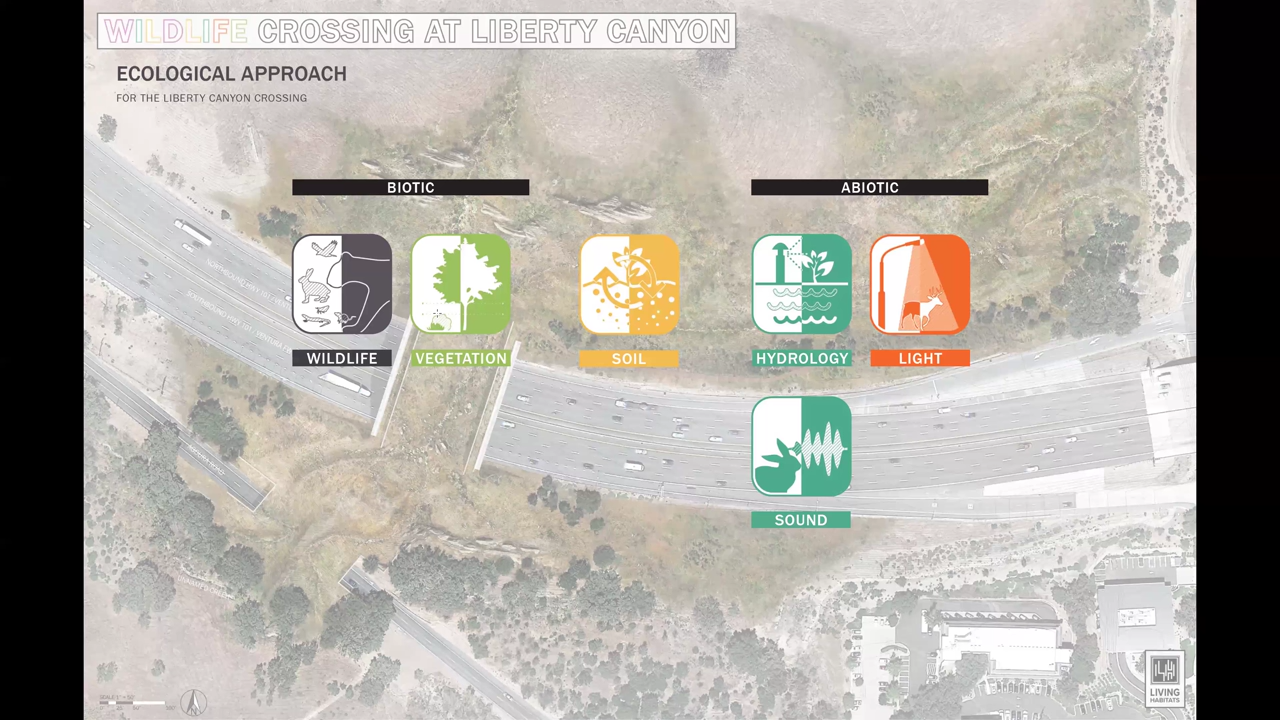 WILDLIFE CROSSING AT LIBERTY CANYON
ECOLOGICAL APPROACH
FOR THE LIBERTY CANYON CROSSING
BIOTIC
ABIOTIC
WILDLIFE
VEGETATION
SOIL
HYDROLOGY
LIGHT
SOUND
LIVING
HABITATS